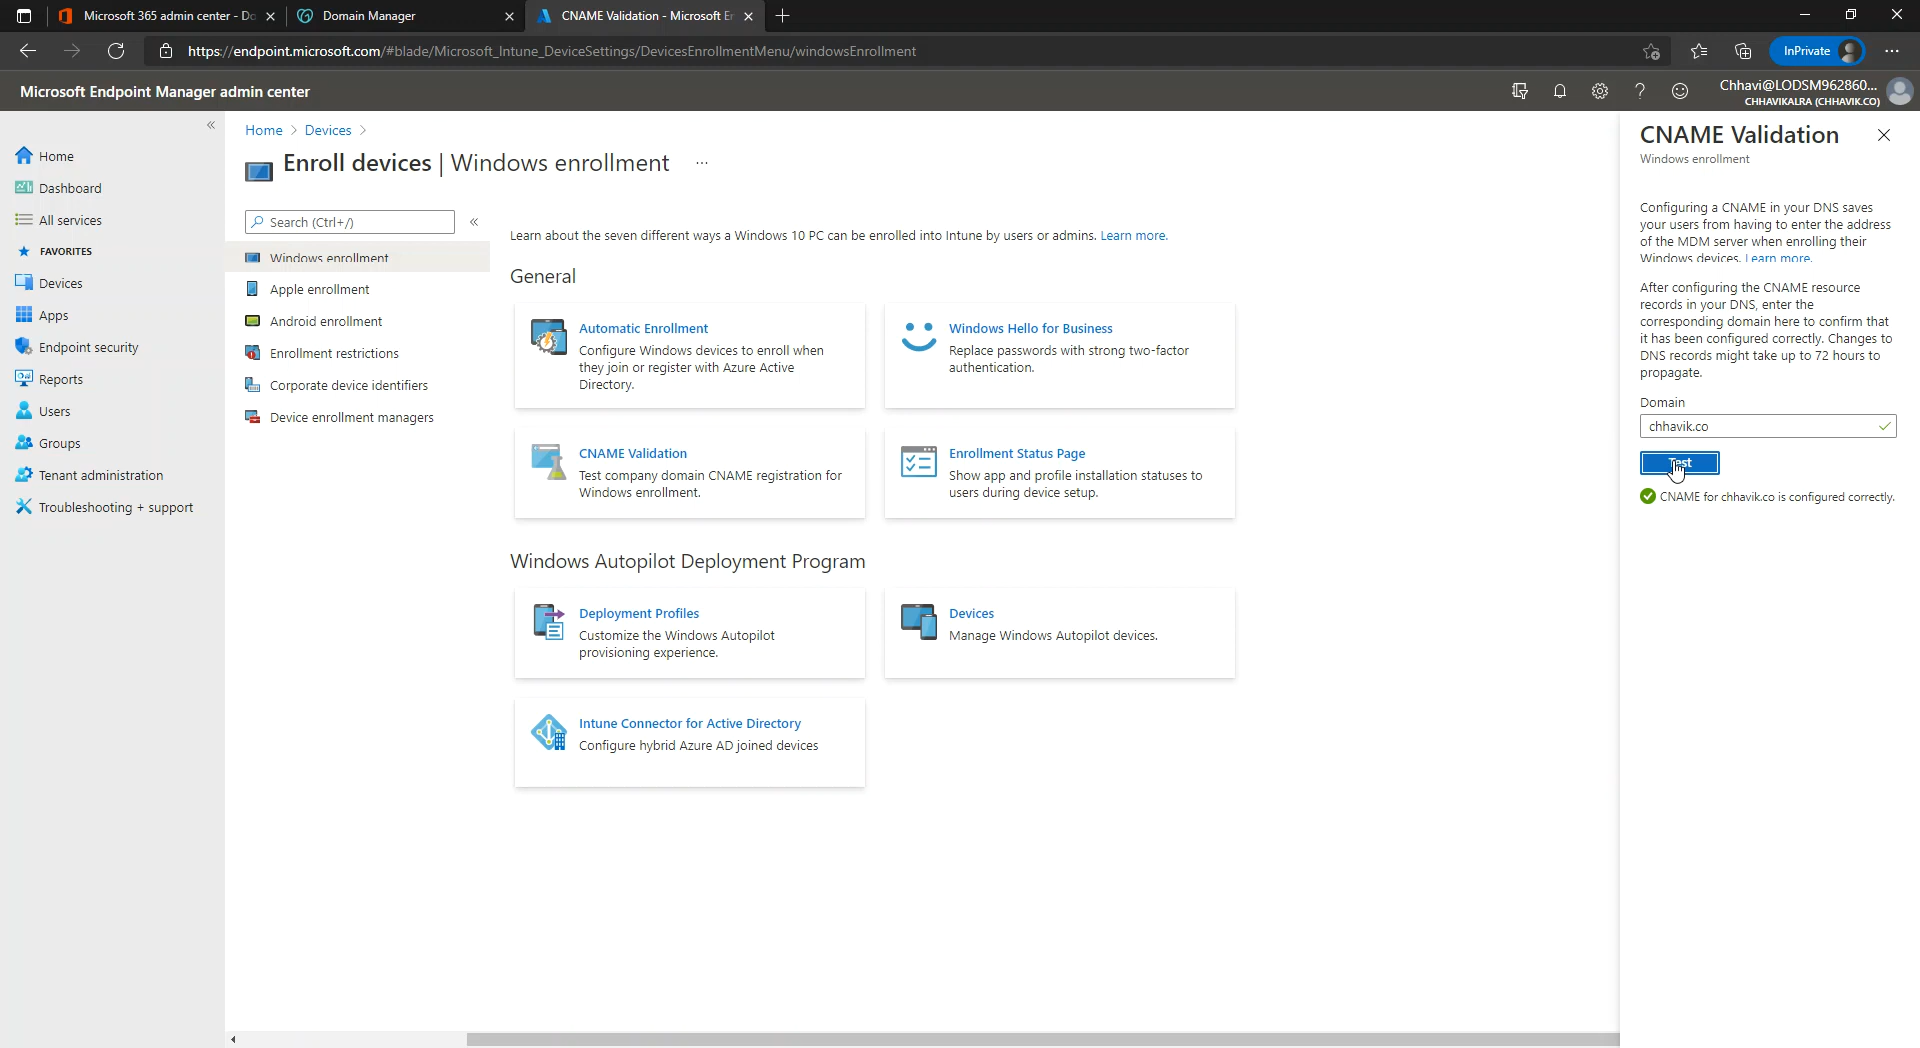 Microsoft 365 admin center - Do
Domain Manager
CNAME Validation - Microsoft En
https://endpoint.microsoft.com/#blade/Microsoft_Intune_DeviceSettings/DevicesEnrollmentMenu/windowsEnrollment
InPrivate
Microsoft Endpoint Manager admin center
Chhavi@LODSM962860...
CHHAVIKALRA (CHHAVIK.CO)
Home
Dashboard
All services
FAVORITES
Devices
Apps
Endpoint security
Reports
Users
Groups
Tenant administration
Troubleshooting + support
Home > Devices >
Enroll devices | Windows enrollment ...
Search (Ctrl+/)
Windows enrollment
Apple enrollment
Android enrollment
Enrollment restrictions
Corporate device identifiers
Device enrollment managers
Learn about the seven different ways a Windows 10 PC can be enrolled into Intune by users or admins. Learn more.
General
Automatic Enrollment
Configure Windows devices to enroll when
they join or register with Azure Active
Directory.
Windows Hello for Business
Replace passwords with strong two-factor
authentication.
CNAME Validation
Test company domain CNAME registration for
Windows enrollment.
Enrollment Status Page
Show app and profile installation statuses to
users during device setup.
Windows Autopilot Deployment Program
Deployment Profiles
Customize the Windows Autopilot
provisioning experience.
Devices
Manage Windows Autopilot devices.
Intune Connector for Active Directory
Configure hybrid Azure AD joined devices
CNAME Validation
Windows enrollment
Configuring a CNAME in your DNS saves
your users from having to enter the address
of the MDM server when enrolling their
Windows devices. Learn more.
After configuring the CNAME resource
records in your DNS, enter the
corresponding domain here to confirm that
it has been configured correctly. Changes to
DNS records might take up to 72 hours to
propagate.
Domain
chhavik.co
Test
CNAME for chhavik.co is configured correctly.